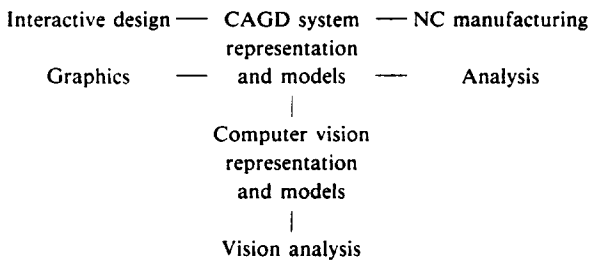 Interactive design — CAGD system — NC manufacturing
representation
Graphics — and models — Analysis
Computer vision
representation
and models
Vision analysis